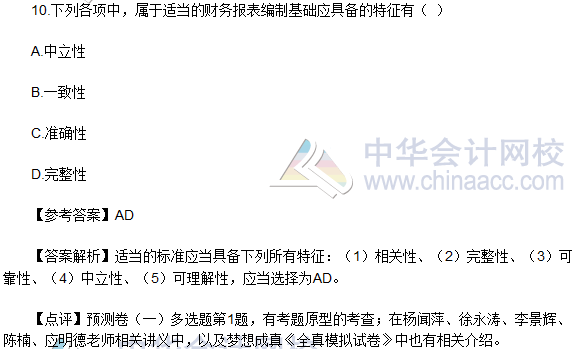 10.下列各项中，属于适当的财务报表编制基础应具备的特征有（ ）
A.中立性
B.一致性
C.准确性
D.完整性
中华会计网校
www.chinaacc.com
【参考答案】AD
【答案解析】适当的标准应当具备下列所有特征：（1）相关性、（2）完整性、（3）可
靠性、（4）中立性、（5）可理解性，应当选择为AD。
【点评】预测卷（一）多选题第1题，有考题原型的考查；在杨闻萍、徐永涛、李景辉、
陈楠、应明德老师相关讲义中，以及梦想成真《全真模拟试卷》中也有相关介绍。